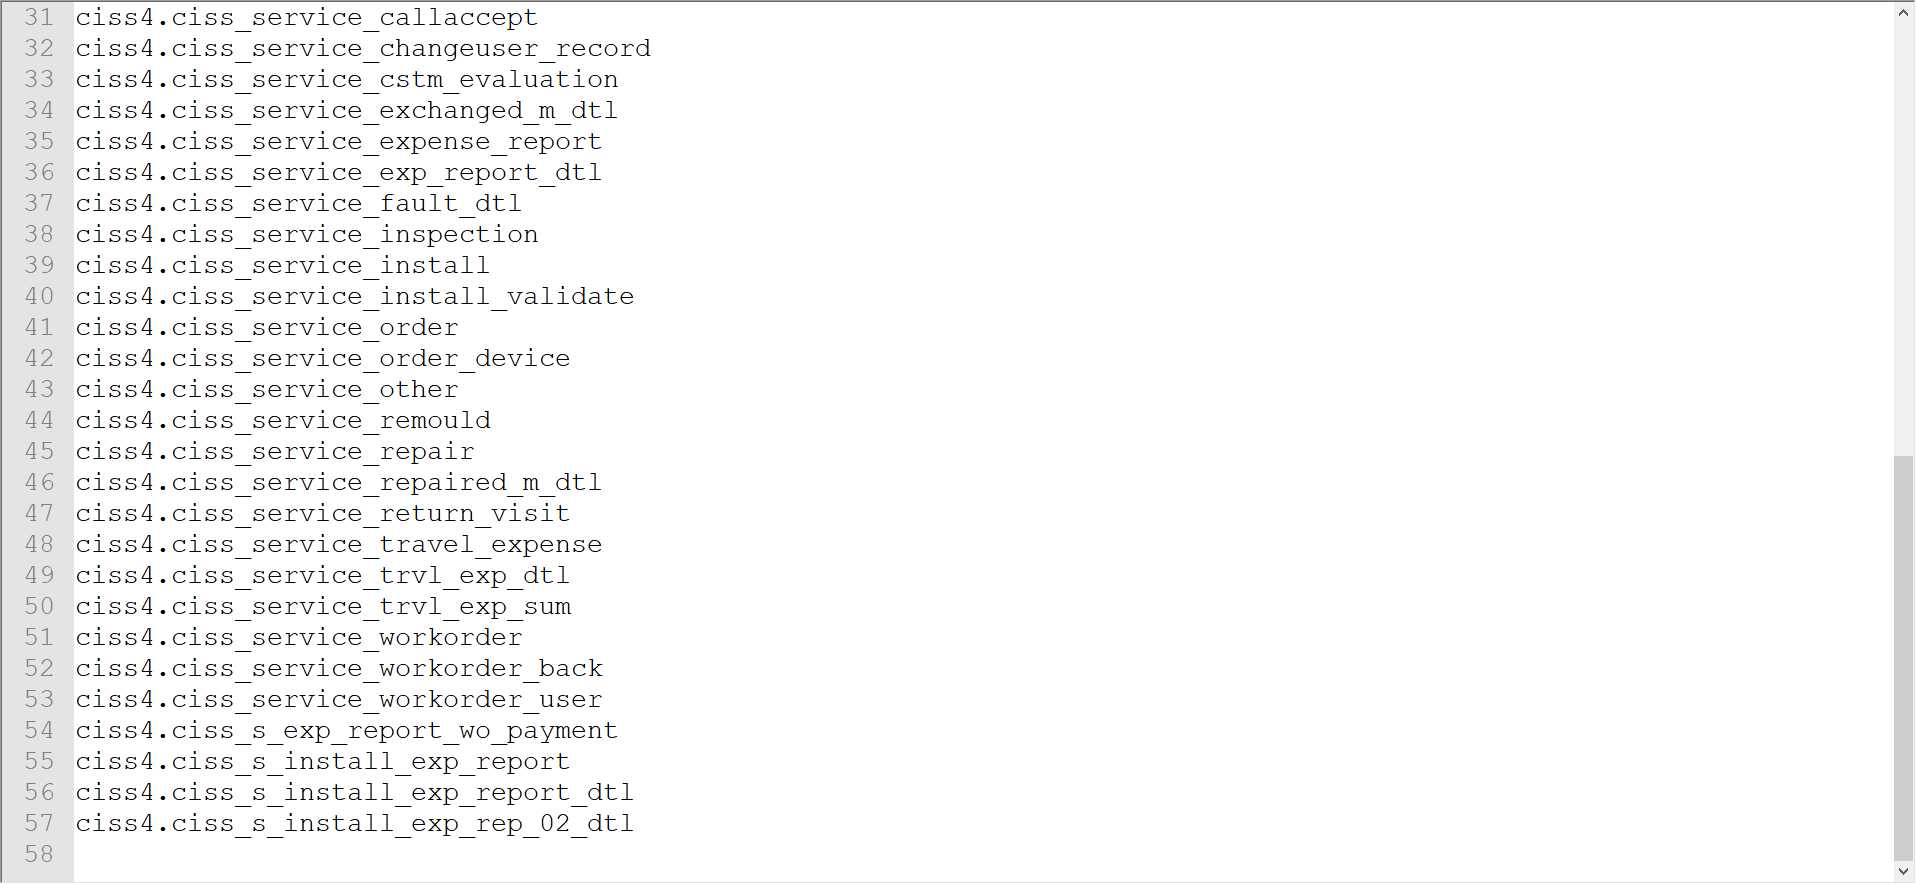 31 ciss4.ciss_service_callaccept
32 ciss4.ciss_service_changeuser_record
33 ciss4.ciss_service_cstm_evaluation
34 ciss4.ciss_service_exchanged_m_dtl
35 ciss4.ciss_service_expense_report
36 ciss4.ciss_service_exp_report_dtl
37 ciss4.ciss_service_fault_dtl
38 ciss4.ciss_service_inspection
39 ciss4.ciss_service_install
40 ciss4.ciss_service_install_validate
41 ciss4.ciss_service_order
42 ciss4.ciss_service_order_device
43 ciss4.ciss_service_other
44 ciss4.ciss_service_remould
45 ciss4.ciss_service_repair
46 ciss4.ciss_service_repaired_m_dtl
47 ciss4.ciss_service_return_visit
48 ciss4.ciss_service_travel_expense
49 ciss4.ciss_service_trvl_exp_dtl
50 ciss4.ciss_service_trvl_exp_sum
51 ciss4.ciss_service_workorder
52 ciss4.ciss_service_workorder_back
53 ciss4.ciss_service_workorder_user
54 ciss4.ciss_s_exp_report_wo_payment
55 ciss4.ciss_s_install_exp_report
56 ciss4.ciss_s_install_exp_report_dtl
57 ciss4.ciss_s_install_exp_rep_02_dtl
58